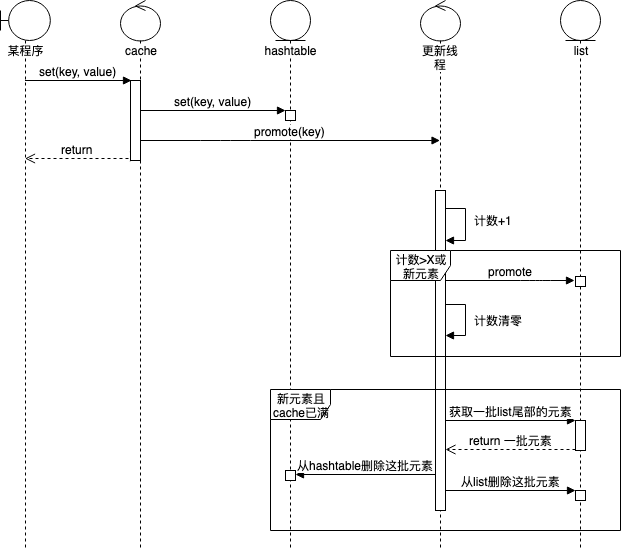 某程序
cache
hashtable
更新线
程
list
set(key, value)
set(key, value)
promote(key)
return
计数+1
计数>X或
新元素
promote
计数清零
新元素且
cache已满
获取一批list尾部的元素
return 一批元素
从hashtable删除这批元素
从list删除这批元素